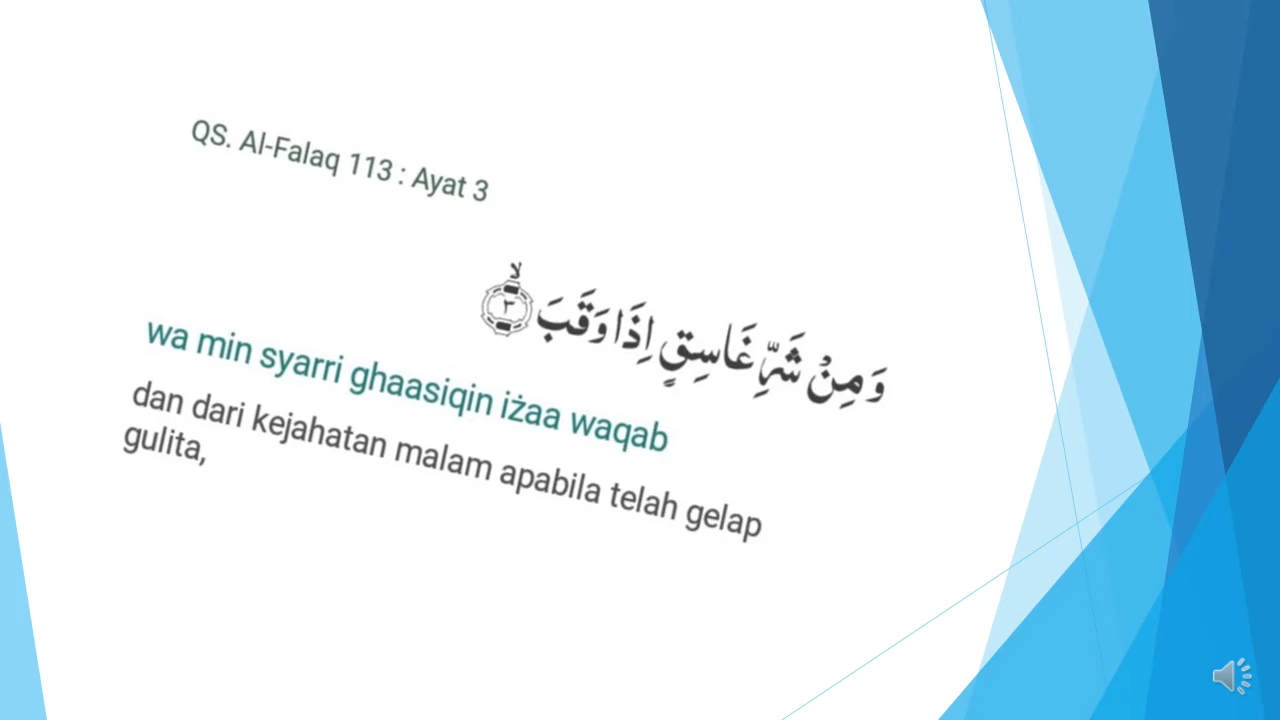 QS. Al-Falaq 113 : Ayat 3
وَمِنْ شَرِّ غَاسِقٍ اِذَا وَقَبَۙ ٣
wa min syarri ghaasiqin iżaa waqab
dan dari kejahatan malam apabila telah gelap
gulita,